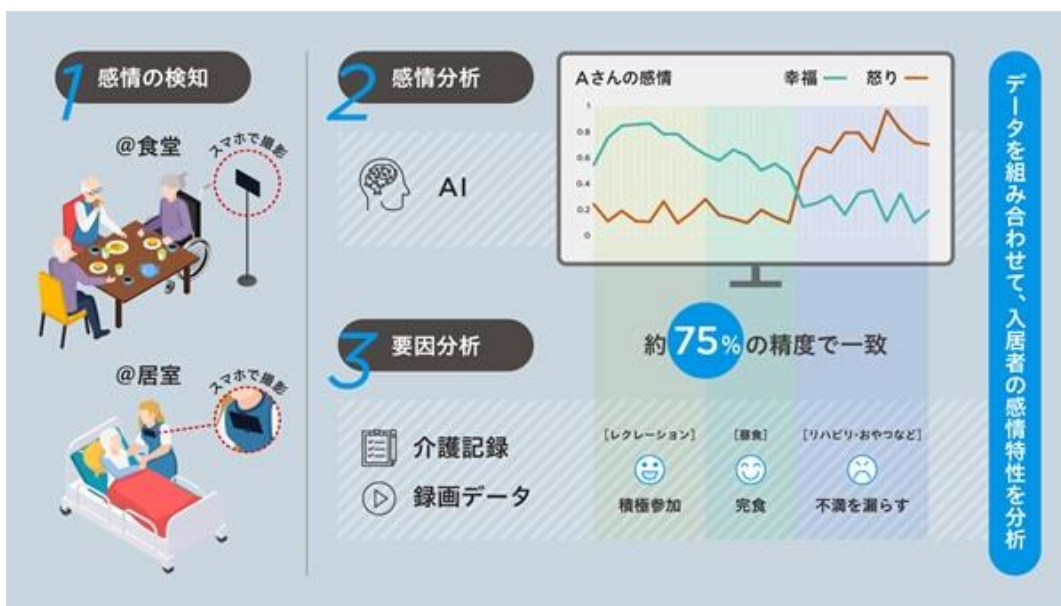 1 感情の検知
@食堂
スマホで撮影
@居室
スマホで撮影
2 感情分析
AI
Aさんの感情
幸福
怒り
1
0.8
0.6
0.4
0.2
0
3 要因分析
約75%の精度で一致
介護記録
録画データ
[レクレーション]
積極参加
[昼食]
完食
[リハビリ・おやつなど]
不満を漏らす
データを組み合わせて、入居者の感情特性を分析